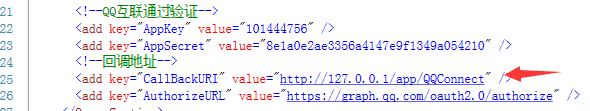 21 <!--QQ互联通过验证-->
22 <add key="AppKey" value="101444756" />
23 <add key="AppSecret" value="8e1a0e2ae3356a4147e9f1349a054210" />
24 <!--回调地址-->
25 <add key="CallBackURI" value="http://127.0.0.1/app/QQConnect" />
26 <add key="AuthorizeURL" value="https://graph.qq.com/oauth2.0/authorize" />